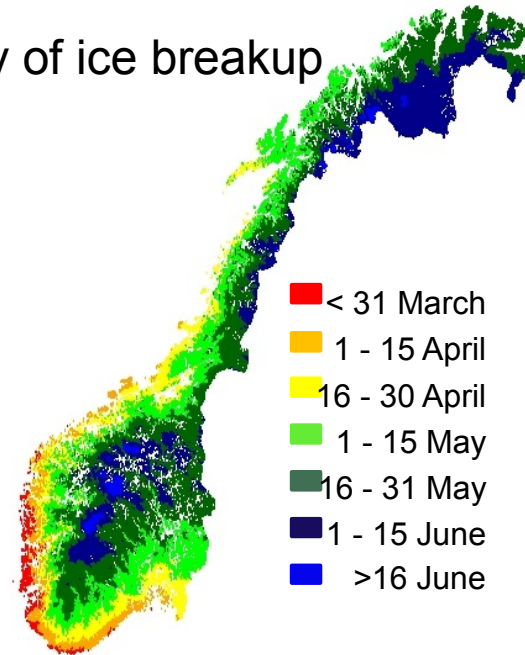 y of ice breakup
< 31 March
1 - 15 April
16 - 30 April
1 - 15 May
16 - 31 May
1 - 15 June
>16 June